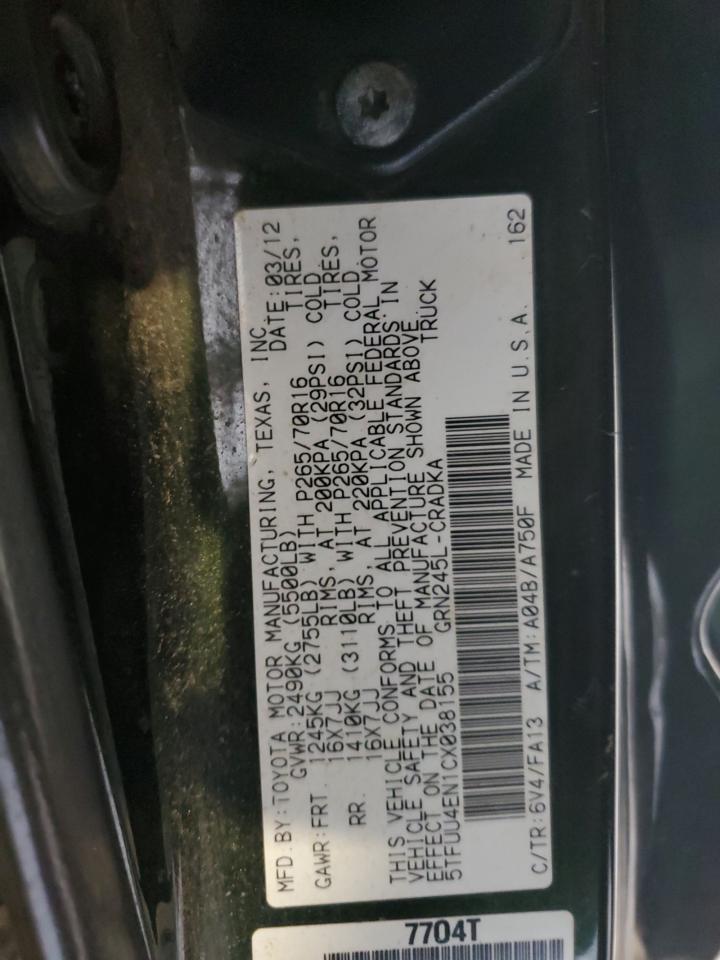 MFD.BY:TOYOTA MOTOR MANUFACTURING, TEXAS, INC.
GVWR:2490KG (5500LB) DATE:03/12
GAWR:FRT. 1245KG (2755LB) WITH P265/70R16 TIRES,
16X7JJ RIMS, AT 200KPA (29PSI) COLD
RR. 1410KG (3110LB) WITH P265/70R16 TIRES,
16X7JJ RIMS, AT 220KPA (32PSI) COLD
THIS VEHICLE CONFORMS TO ALL APPLICABLE FEDERAL MOTOR
VEHICLE SAFETY AND THEFT PREVENTION STANDARDS IN
EFFECT ON THE DATE OF MANUFACTURE SHOWN ABOVE.
5TFUU4EN1CX038155 GRN245L-CRADKA TRUCK
C/TR:6V4/FA13 A/TM:A04B/A750F MADE IN U.S.A. 162
7704T